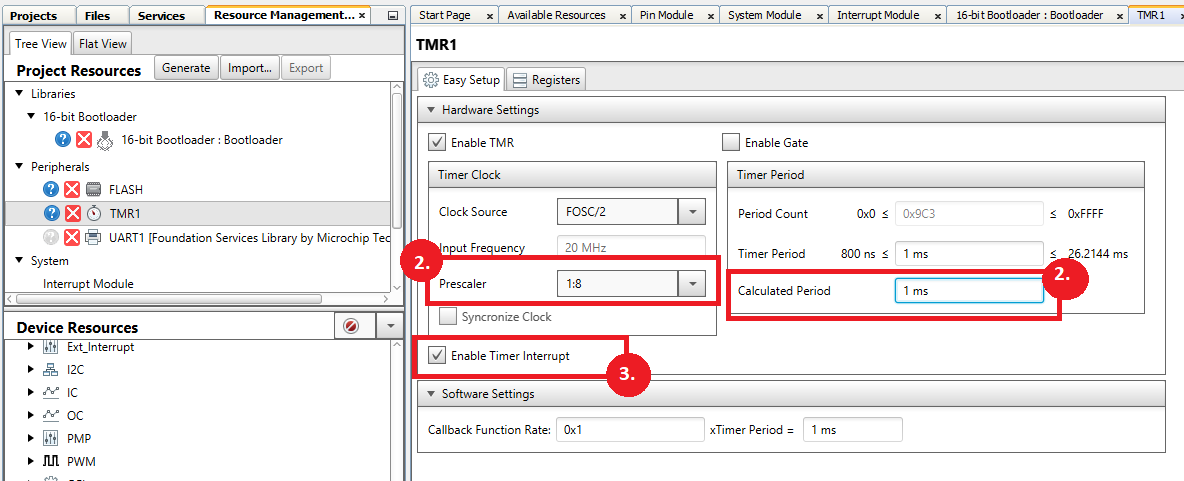 Projects Files Services Resource Management... x
Tree View Flat View
Project Resources Generate Import... Export
Libraries
16-bit Bootloader
16-bit Bootloader : Bootloader
Peripherals
FLASH
TMR1
UART1 [Foundation Services Library by Microchip Tec
System
Interrupt Module
Device Resources
Ext_Interrupt
I2C
IC
OC
PMP
PWM
Start Page x Available Resources x Pin Module x System Module x Interrupt Module x 16-bit Bootloader : Bootloader x TMR1 x
TMR1
Easy Setup Registers
Hardware Settings
Enable TMR Enable Gate
Timer Clock
Clock Source FOSC/2
Input Frequency 20 MHz
2.
Prescaler 1:8
Syncronize Clock
Timer Period
Period Count 0x0 ≤ 0x9C3 ≤ 0xFFFF
Timer Period 800 ns ≤ 1 ms ≤ 26.2144 ms
2.
Calculated Period 1 ms
Enable Timer Interrupt
3.
Software Settings
Callback Function Rate: 0x1 xTimer Period = 1 ms